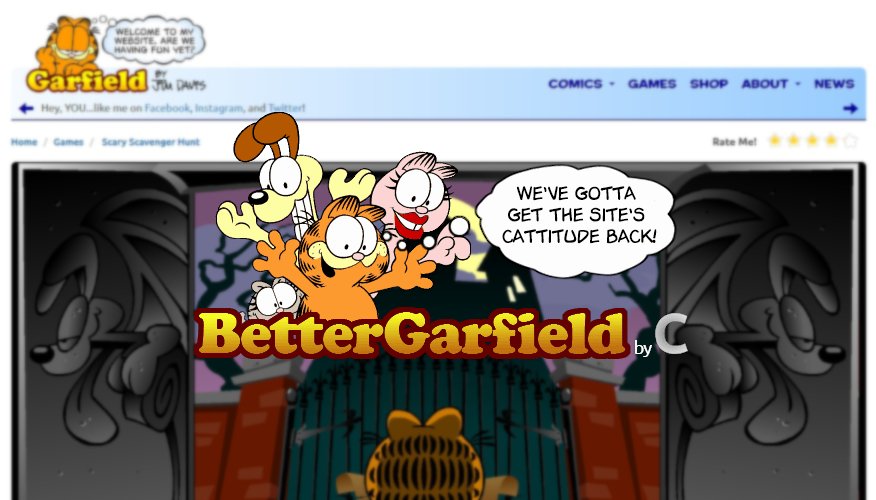 WELCOME TO MY
WEBSITE, ARE WE
HAVING FUN YET?
Garfield BY JIM DAVIS
COMICS GAMES SHOP ABOUT NEWS
Hey, YOU...like me on Facebook, Instagram, and Twitter!
Home / Games / Scary Scavenger Hunt
Rate Me!
WE'VE GOTTA
GET THE SITE'S
CATTITUDE BACK!
BetterGarfield by C